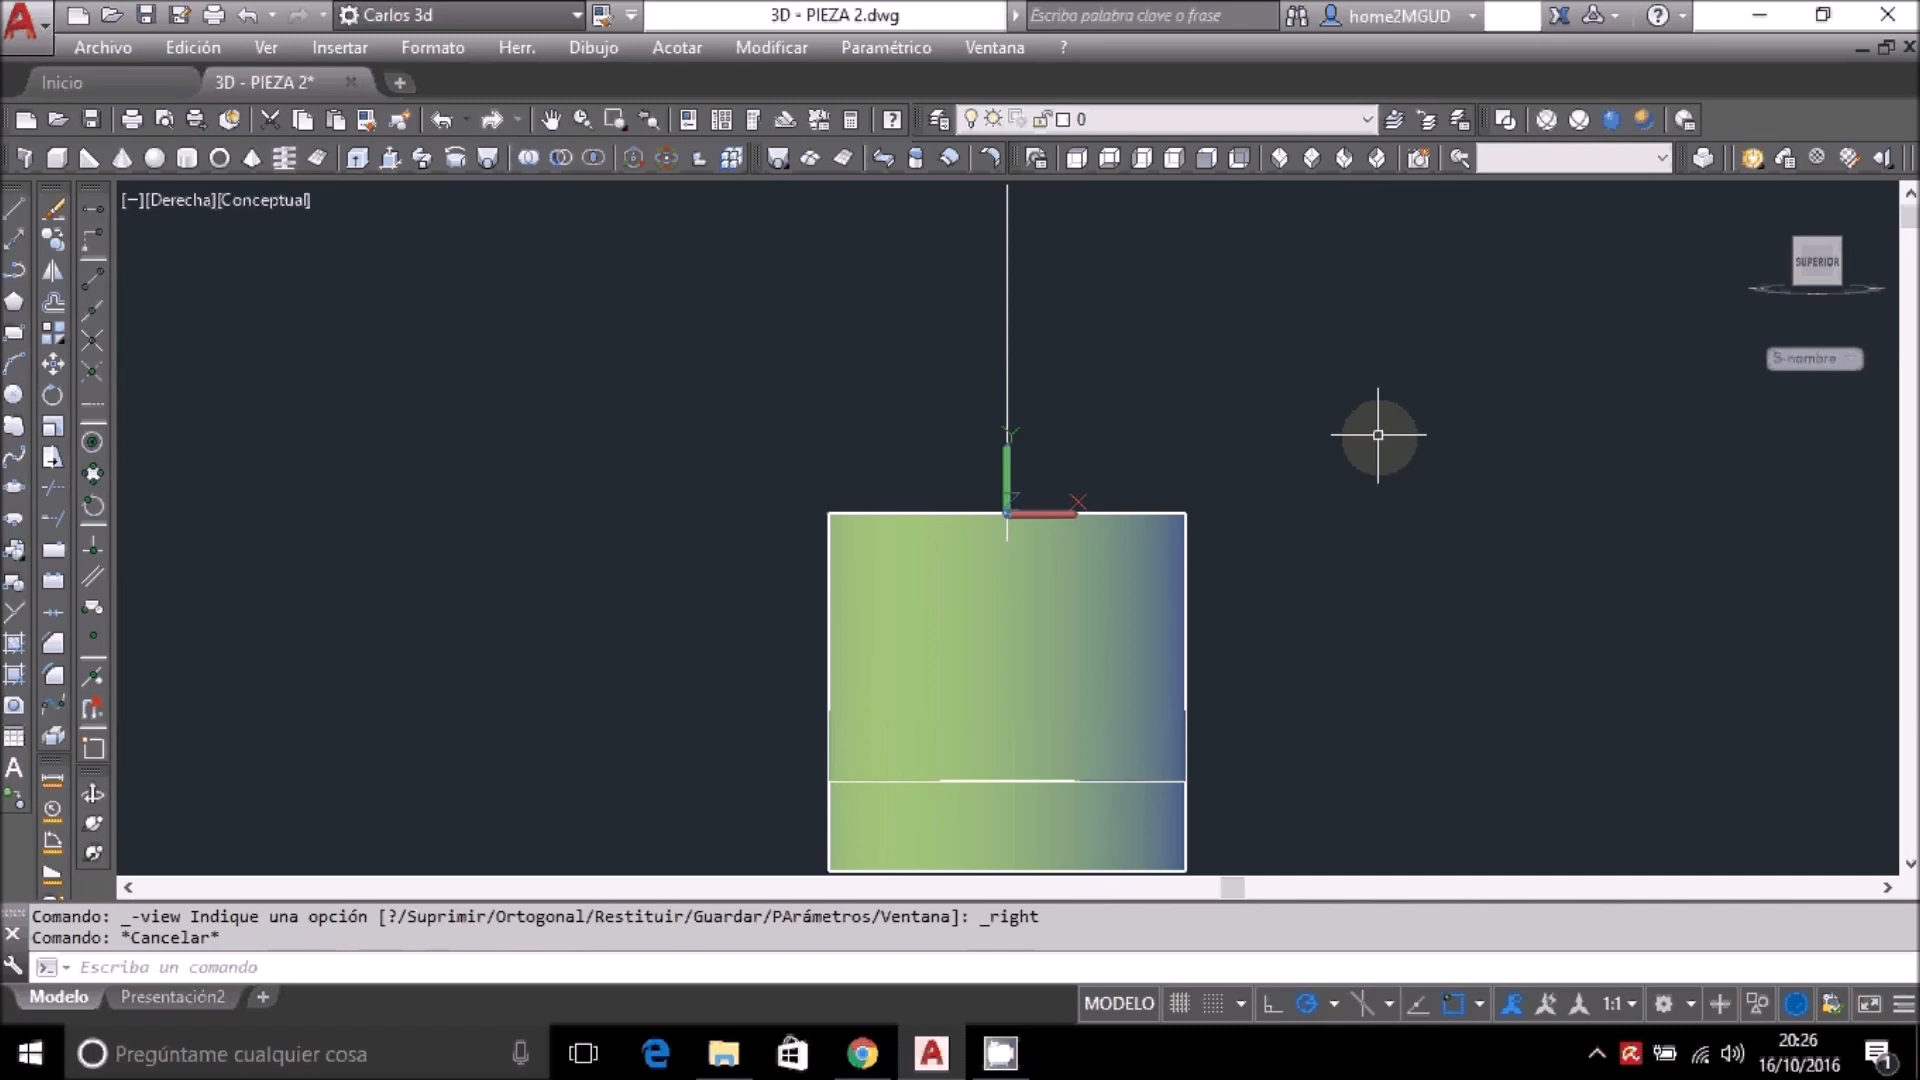 Carlos 3d
3D - PIEZA 2.dwg
Escriba palabra clave o frase
home2MGUD
Archivo Edición Ver Insertar Formato Herr. Dibujo Acotar Modificar Paramétrico Ventana ?
Inicio
3D - PIEZA 2*
0
[−][Derecha][Conceptual]
SUPERIOR
S-nombre
Y
X
Comando: _-view Indique una opción [?/Suprimir/Ortogonal/Restituir/Guardar/PArámetros/Ventana]: _right
Comando: *Cancelar*
Escriba un comando
Modelo Presentación2 +
MODELO 1:1
Pregúntame cualquier cosa
20:26
16/10/2016
1